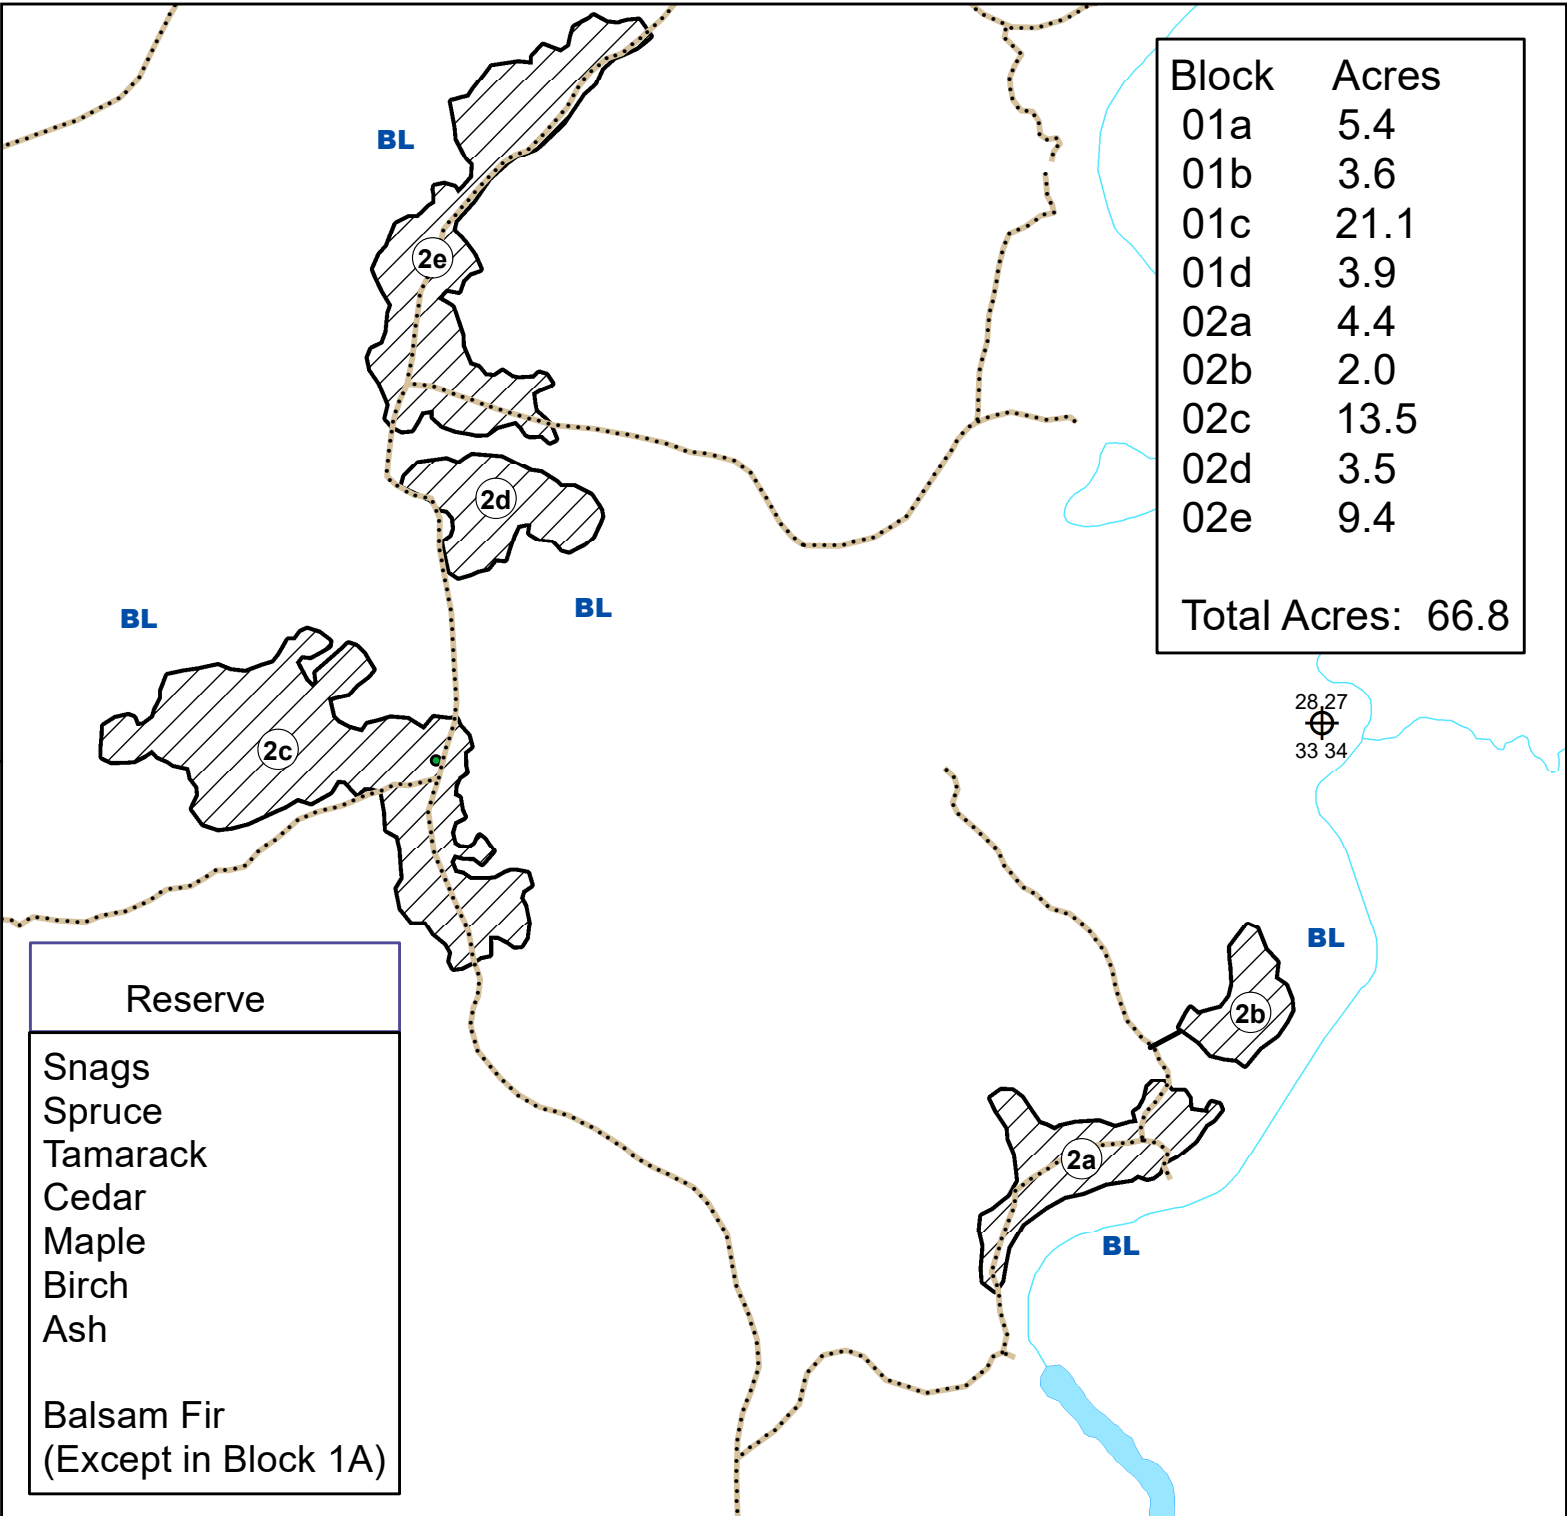 Block Acres
01a 5.4
01b 3.6
01c 21.1
01d 3.9
02a 4.4
02b 2.0
02c 13.5
02d 3.5
02e 9.4
Total Acres: 66.8
BL
2e
2d
BL
BL
28 27
33 34
2c
BL
2b
2a
BL
Reserve
Snags
Spruce
Tamarack
Cedar
Maple
Birch
Ash
Balsam Fir
(Except in Block 1A)